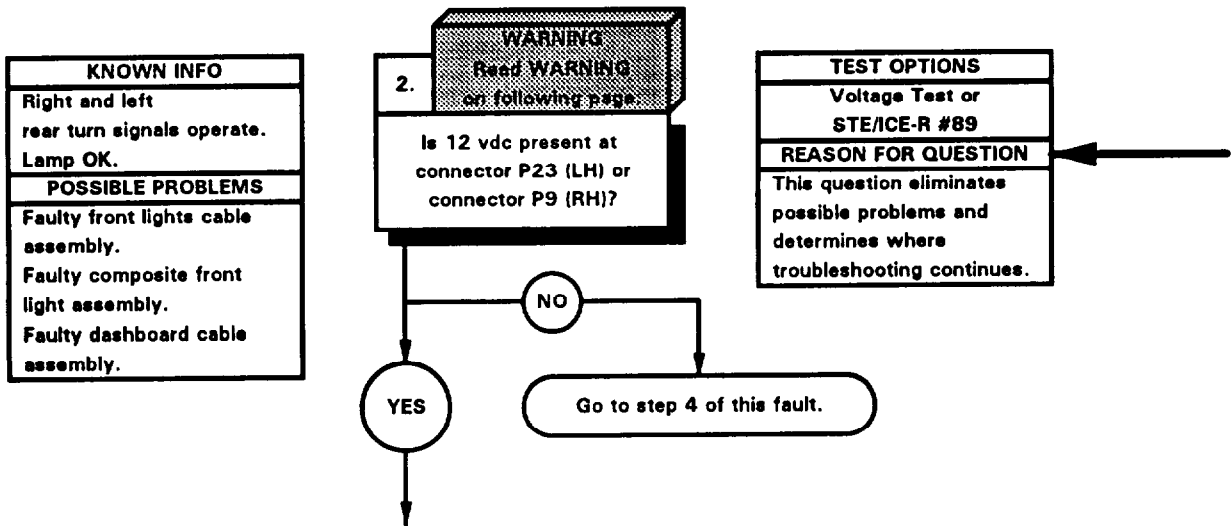 KNOWN INFO
Right and left
rear turn signals operate.
Lamp OK.
POSSIBLE PROBLEMS
Faulty front lights cable
assembly.
Faulty composite front
light assembly.
Faulty dashboard cable
assembly.
WARNING
Read WARNING
on following page
2.
Is 12 vdc present at
connector P23 (LH) or
connector P9 (RH)?
TEST OPTIONS
Voltage Test or
STE/ICE-R #89
REASON FOR QUESTION
This question eliminates
possible problems and
determines where
troubleshooting continues.
NO
YES
Go to step 4 of this fault.